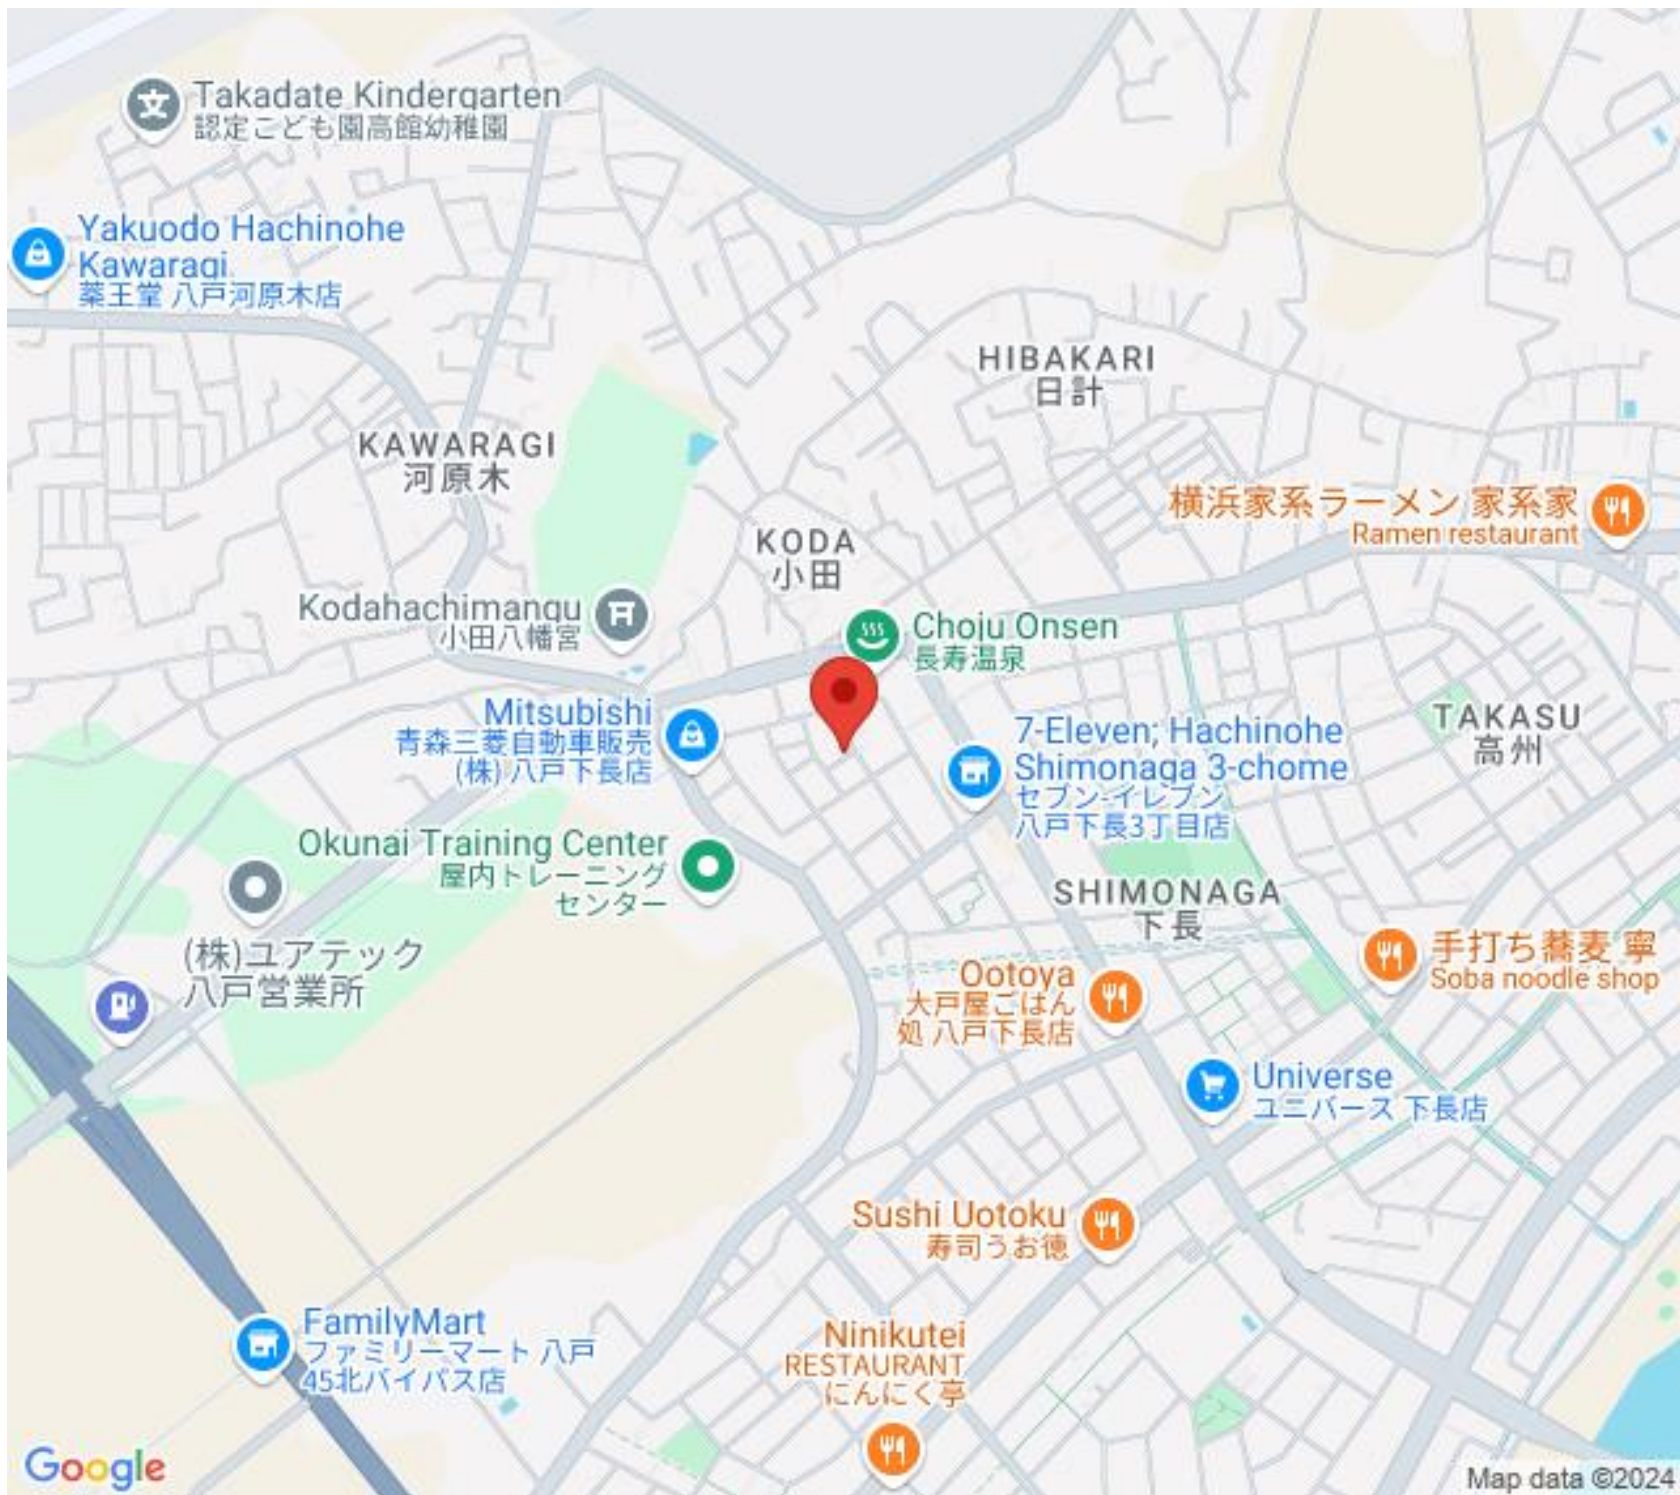 Takadate Kindergarten
認定こども園高館幼稚園
Yakuodo Hachinohe
Kawaragi
薬王堂 八戸河原木店
HIBAKARI
日計
KAWARAGI
河原木
横浜家系ラーメン 家系家
Ramen restaurant
KODA
小田
Kodahachimangu
小田八幡宮
Choju Onsen
長寿温泉
Mitsubishi
青森三菱自動車販売
(株) 八戸下長店
7-Eleven; Hachinohe
Shimonaga 3-chome
セブン-イレブン
八戸下長3丁目店
TAKASU
高州
Okunai Training Center
屋内トレーニング
センター
SHIMONAGA
下長
(株)ユアテック
八戸営業所
手打ち蕎麦 寧
Soba noodle shop
Ootoya
大戸屋ごはん
処 八戸下長店
Universe
ユニバース 下長店
Sushi Uotoku
寿司うお徳
FamilyMart
ファミリーマート 八戸
45北バイパス店
Ninikutei
RESTAURANT
にんにく亭
Google
Map data ©2024